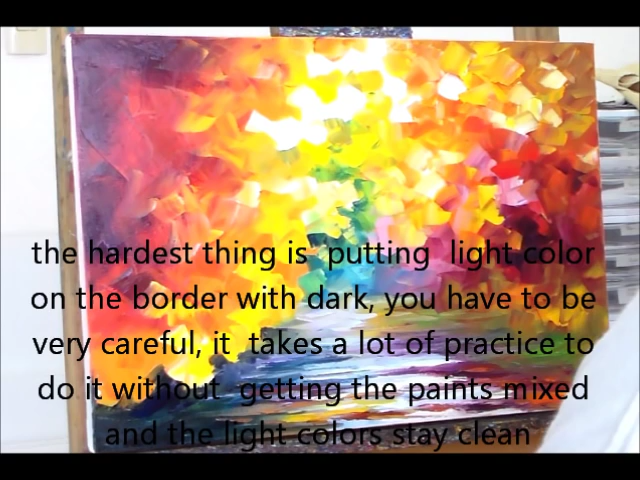 the hardest thing is putting light color
on the border with dark, you have to be
very careful, it takes a lot of practice to
do it without getting the paints mixed
and the light colors stay clean